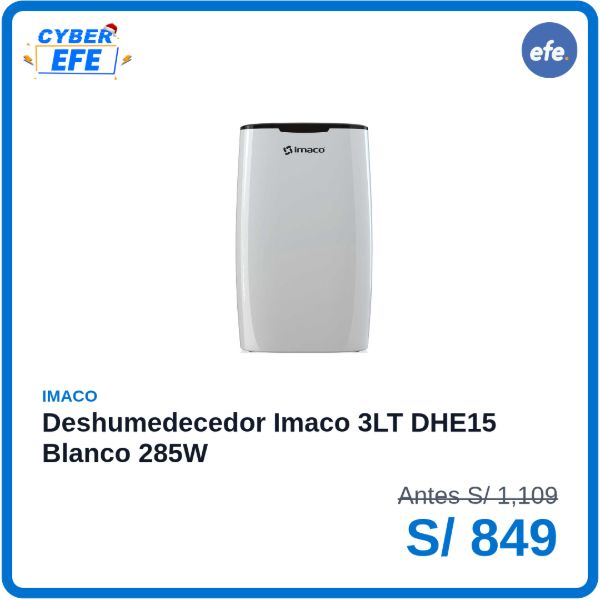 CYBER
EFE
efe.
imaco
IMACO
Deshumedecedor Imaco 3LT DHE15
Blanco 285W
Antes S/ 1,109
S/ 849